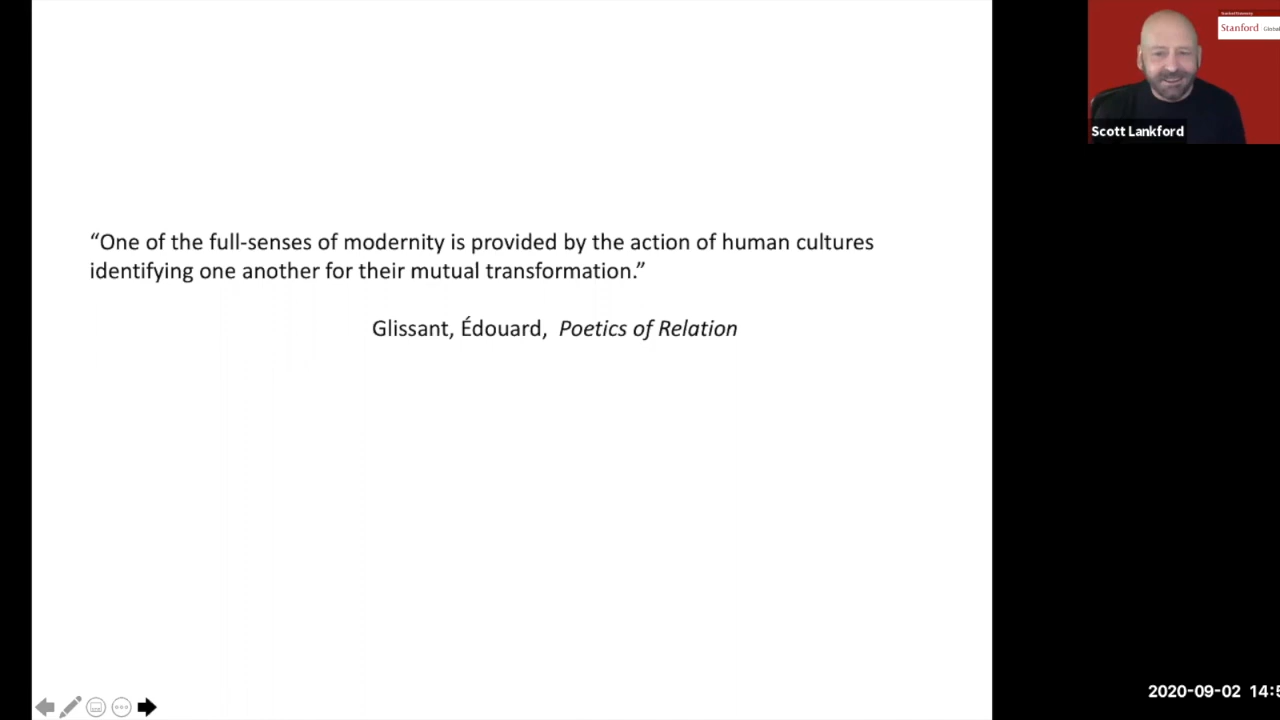 “One of the full-senses of modernity is provided by the action of human cultures
identifying one another for their mutual transformation.”
Glissant, Édouard, Poetics of Relation
Stanford
Scott Lankford
2020-09-02 14:5